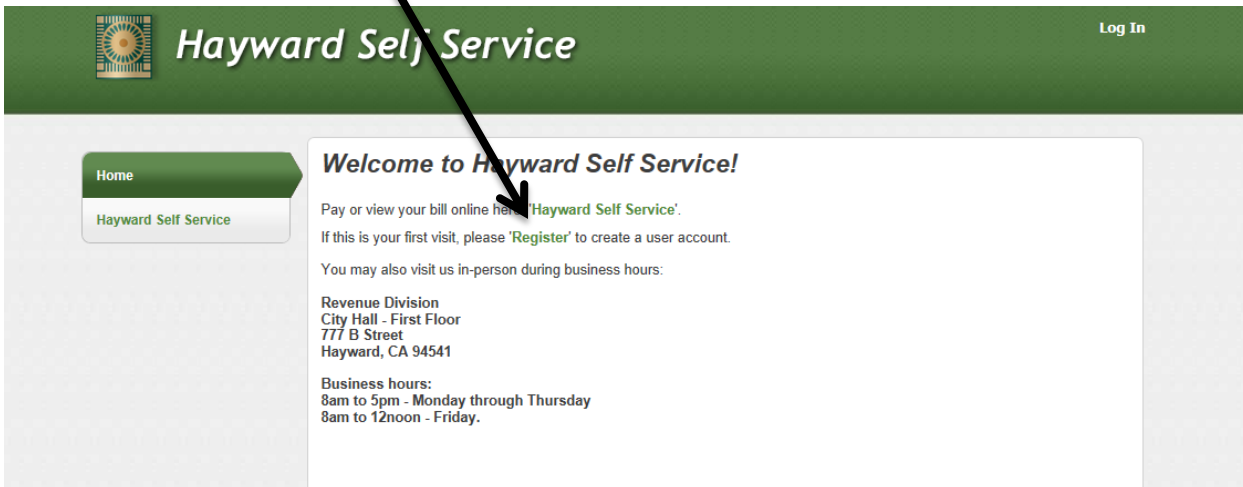 Hayward Self Service
Log In
Home
Hayward Self Service
Welcome to Hayward Self Service!
Pay or view your bill online here 'Hayward Self Service'.
If this is your first visit, please 'Register' to create a user account.
You may also visit us in-person during business hours:
Revenue Division
City Hall - First Floor
777 B Street
Hayward, CA 94541
Business hours:
8am to 5pm - Monday through Thursday
8am to 12noon - Friday.